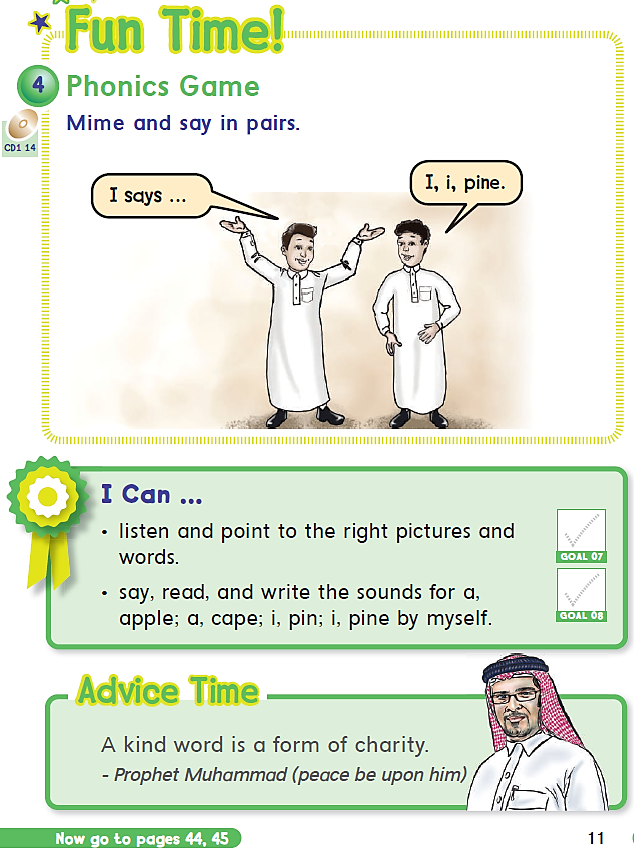 Fun Time!
4
Phonics Game
Mime and say in pairs.
CD1 14
I says ...
I, i, pine.
I Can ...
• listen and point to the right pictures and
words.
GOAL 07
• say, read, and write the sounds for a,
apple; a, cape; i, pin; i, pine by myself.
GOAL 08
Advice Time
A kind word is a form of charity.
- Prophet Muhammad (peace be upon him)
Now go to pages 44, 45
11